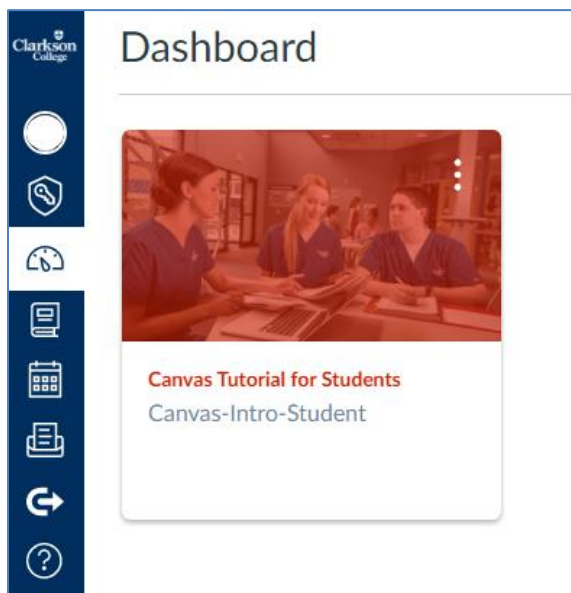 Clarkson
College
Dashboard
Canvas Tutorial for Students
Canvas-Intro-Student